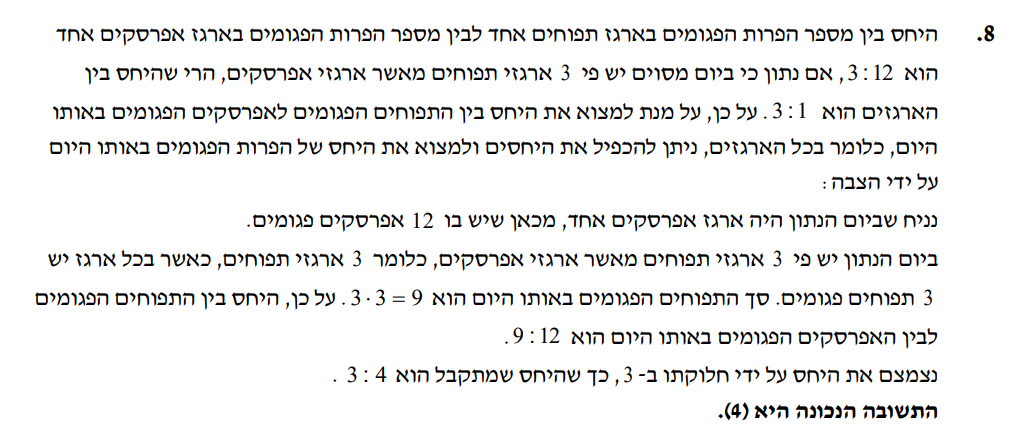 8. היחס בין מספר הפרות הפגומים בארגז תפוחים אחד לבין מספר הפרות הפגומים בארגז אפרסקים אחד
הוא 3:12, אם נתון כי ביום מסוים יש פי 3 ארגזי תפוחים מאשר ארגזי אפרסקים, הרי שהיחס בין
הארגזים הוא 3:1. על כן, על מנת למצוא את היחס בין התפוחים הפגומים לאפרסקים הפגומים באותו
היום, כלומר בכל הארגזים, ניתן להכפיל את היחסים ולמצוא את היחס של הפרות הפגומים באותו היום
על ידי הצבה:
נניח שביום הנתון היה ארגז אפרסקים אחד, מכאן שיש בו 12 אפרסקים פגומים.
ביום הנתון יש פי 3 ארגזי תפוחים מאשר ארגזי אפרסקים, כלומר 3 ארגזי תפוחים, כאשר בכל ארגז יש
3 תפוחים פגומים. סך התפוחים הפגומים באותו היום הוא 3·3 = 9. על כן, היחס בין התפוחים הפגומים
לבין האפרסקים הפגומים באותו היום הוא 9:12.
נצמצם את היחס על ידי חלוקתו ב-3, כך שהיחס שמתקבל הוא 3:4.
התשובה הנכונה היא (4).